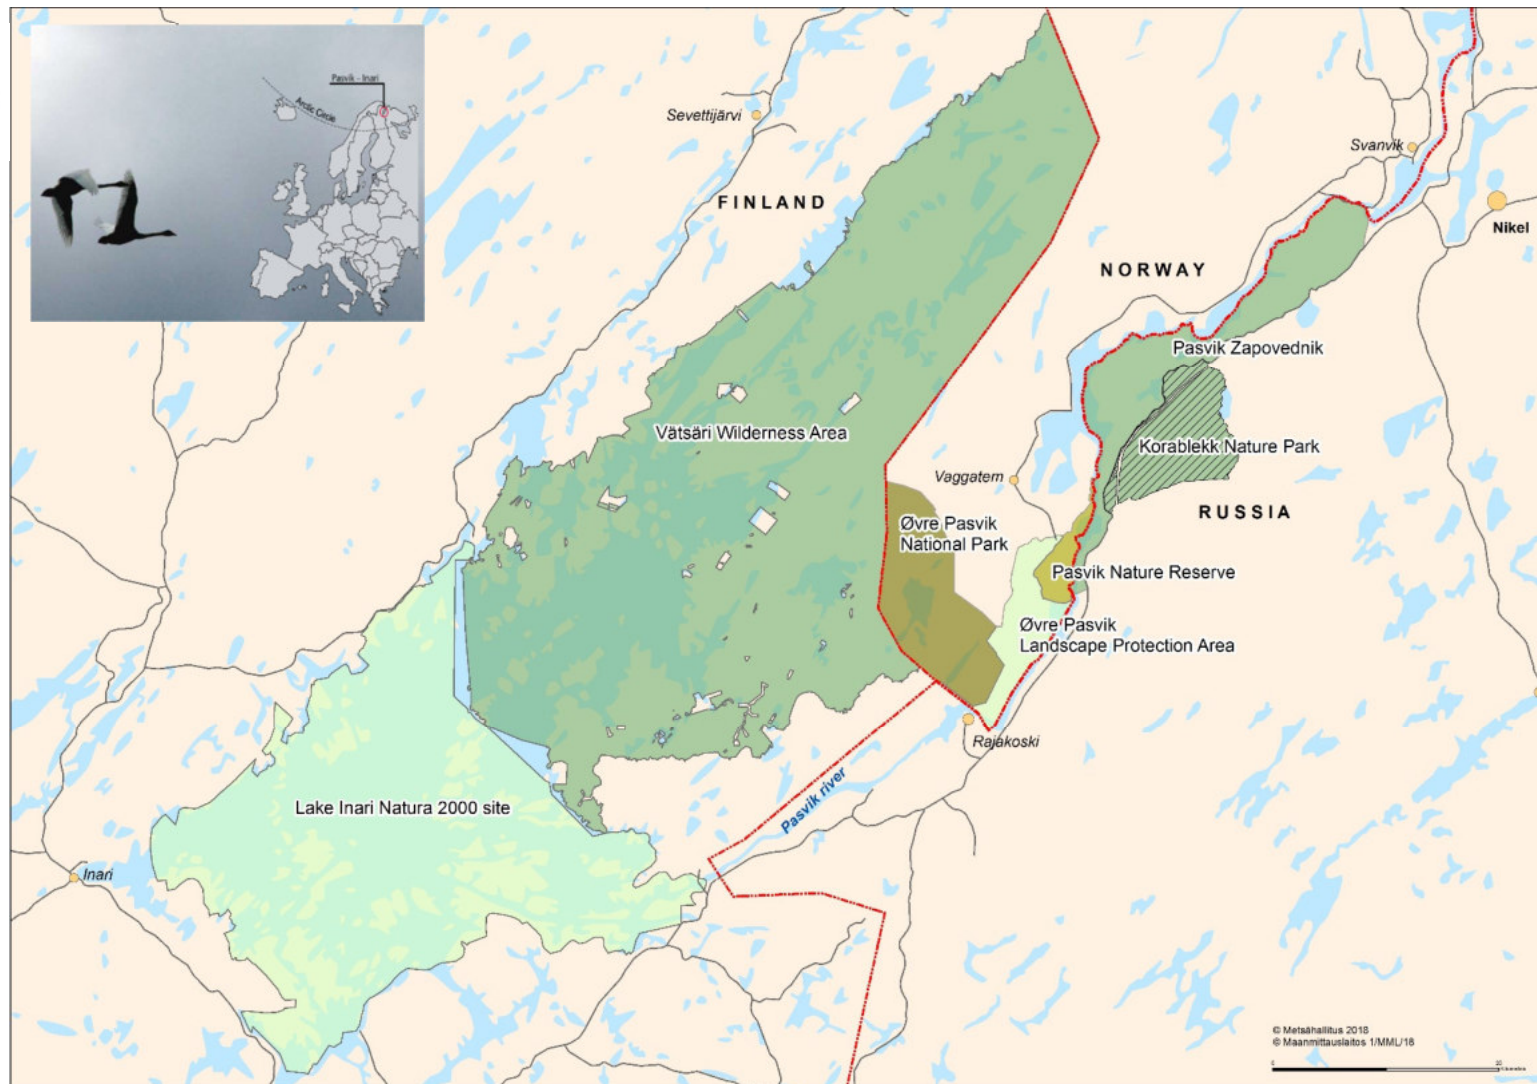 Pasvik - Inari
Arctic Circle
Sevettijärvi
Svanvik
FINLAND
Nikel
NORWAY
Pasvik Zapovednik
Vätsäri Wilderness Area
Korablekk Nature Park
Vaggatem
RUSSIA
Øvre Pasvik
National Park
Pasvik Nature Reserve
Øvre Pasvik
Landscape Protection Area
Rajakoski
Pasvik river
Lake Inari Natura 2000 site
Inari
© Metsähallitus 2018
© Maanmittauslaitos 1/MML/18